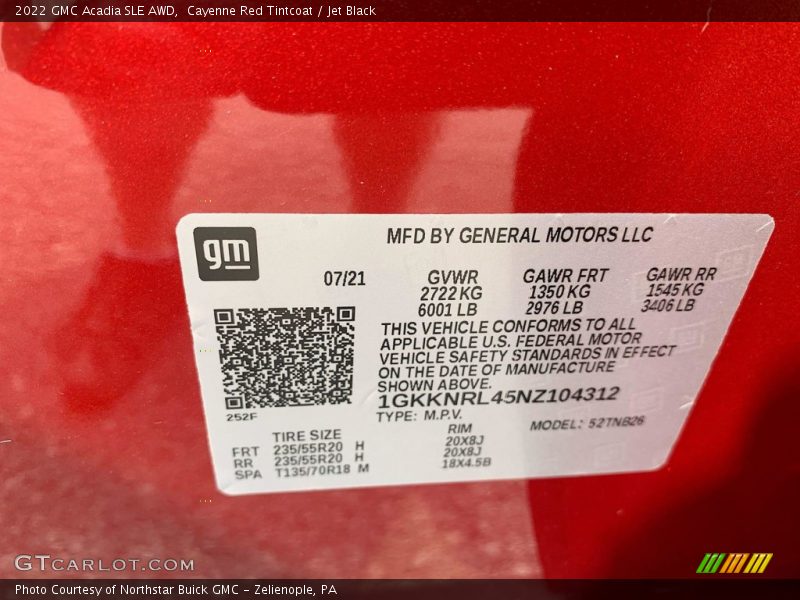 2022 GMC Acadia SLE AWD,  Cayenne Red Tintcoat / Jet Black
gm
MFD BY GENERAL MOTORS LLC
07/21
GVWR GAWR FRT GAWR RR
2722 KG 1350 KG 1545 KG
6001 LB 2976 LB 3406 LB
THIS VEHICLE CONFORMS TO ALL
APPLICABLE U.S. FEDERAL MOTOR
VEHICLE SAFETY STANDARDS IN EFFECT
ON THE DATE OF MANUFACTURE
SHOWN ABOVE.
1GKKNRL45NZ104312
252F
TYPE: M.P.V. MODEL: 52TNB26
TIRE SIZE RIM
FRT 235/55R20 H 20X8J
RR 235/55R20 H 20X8J
SPA T135/70R18 M 18X4.5B
GTCARLOT.COM
Photo Courtesy of Northstar Buick GMC - Zelienople, PA